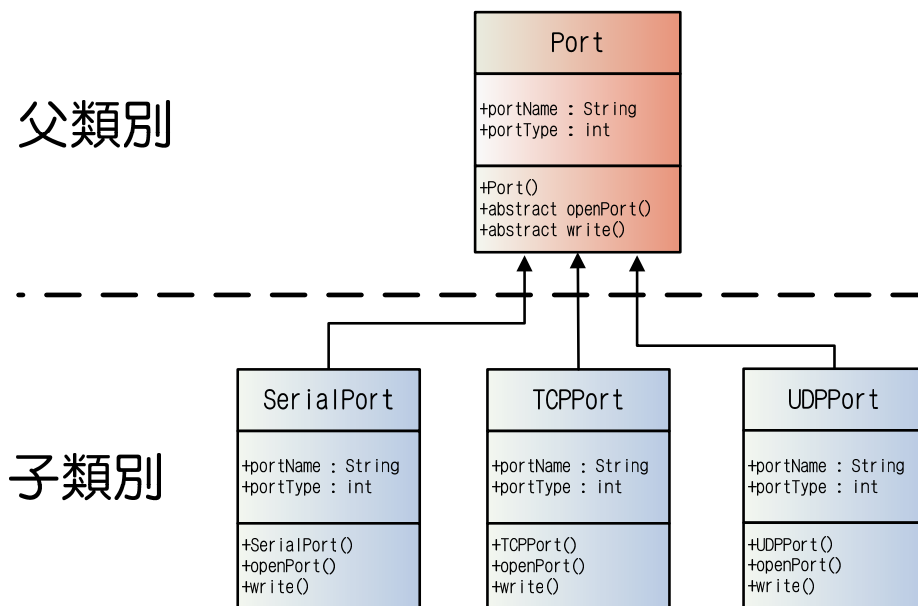 Port
父類別
+portName : String
+portType : int
+Port()
+abstract openPort()
+abstract write()
子類別
SerialPort
+portName : String
+portType : int
+SerialPort()
+openPort()
+write()
TCPPort
+portName : String
+portType : int
+TCPPort()
+openPort()
+write()
UDPPort
+portName : String
+portType : int
+UDPPort()
+openPort()
+write()